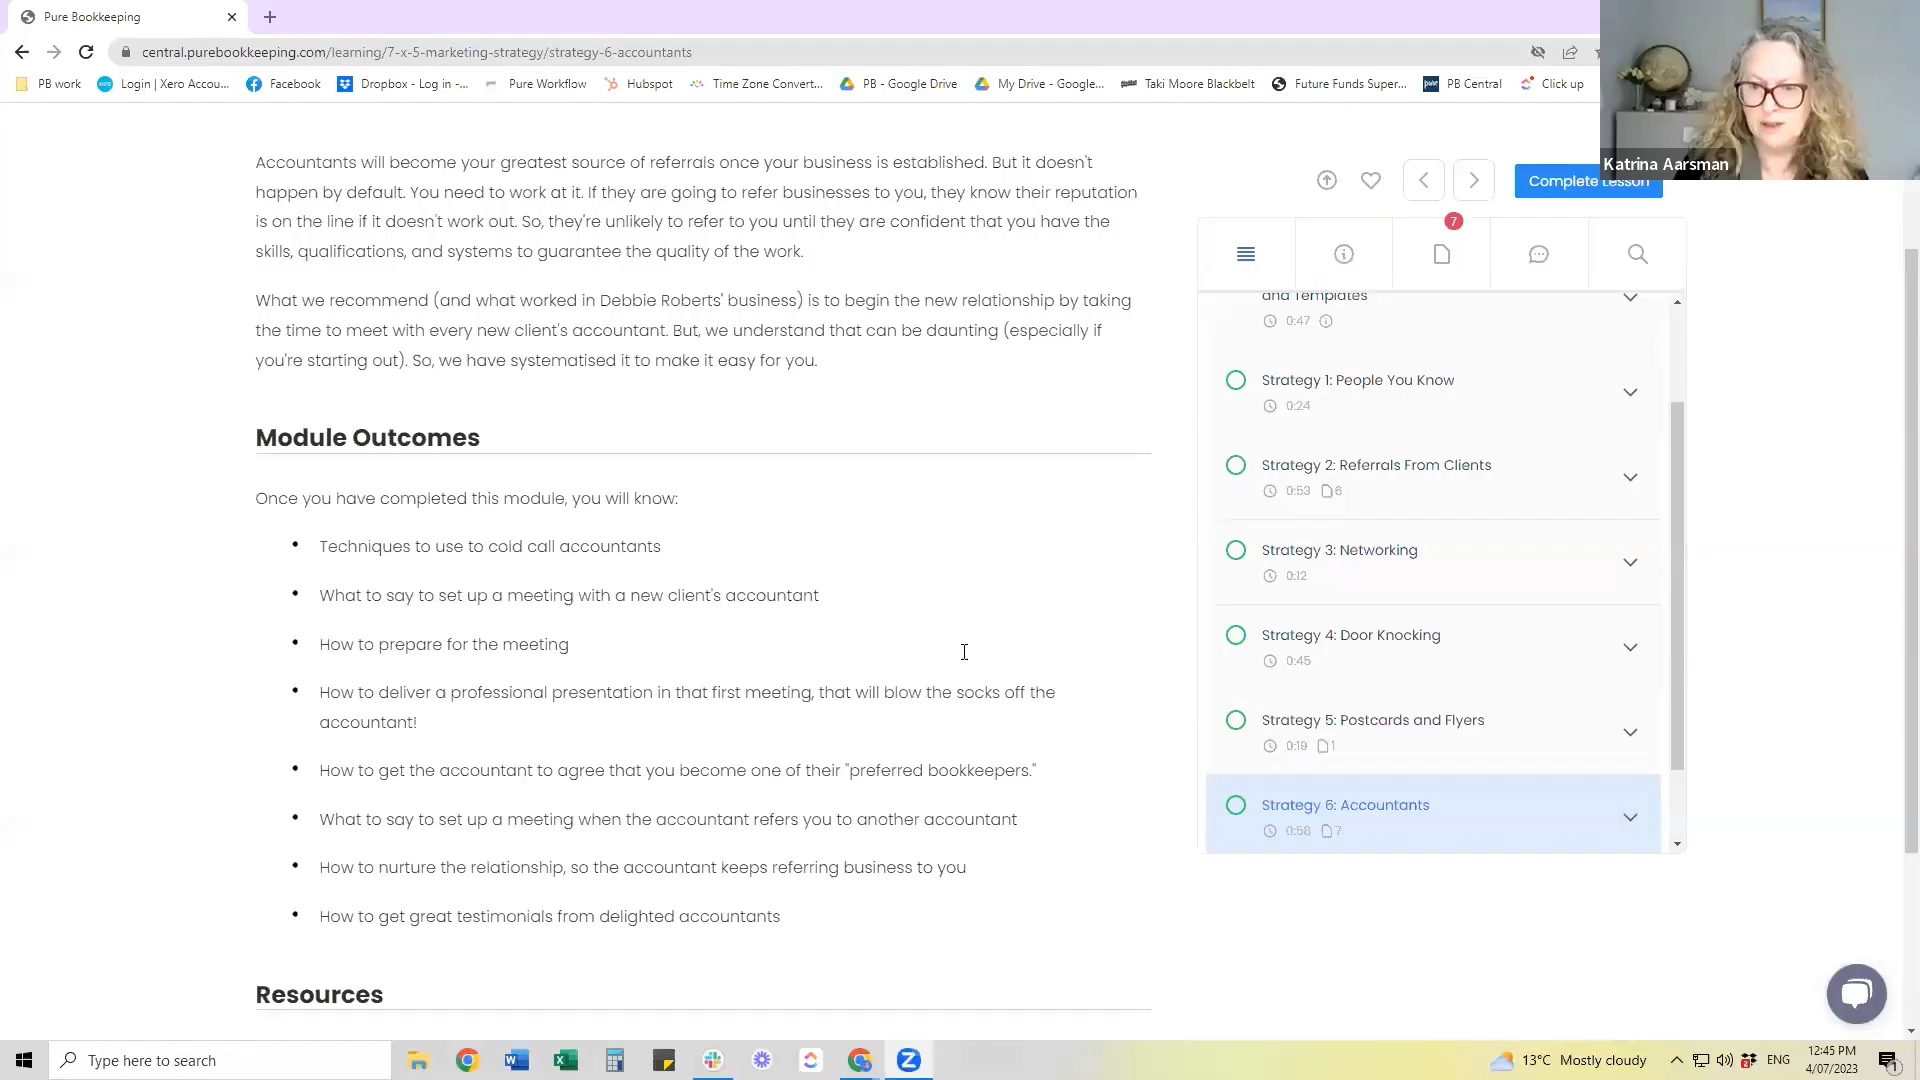 Pure Bookkeeping
central.purebookkeeping.com/learning/7-x-5-marketing-strategy/strategy-6-accountants
PB work
Login | Xero Accou...
Facebook
Dropbox - Log in -...
Pure Workflow
Hubspot
Time Zone Convert...
PB - Google Drive
My Drive - Google...
Taki Moore Blackbelt
Future Funds Super...
PB Central
Click up
Katrina Aarsman
Accountants will become your greatest source of referrals once your business is established. But it doesn't
happen by default. You need to work at it. If they are going to refer businesses to you, they know their reputation
is on the line if it doesn't work out. So, they're unlikely to refer to you until they are confident that you have the
skills, qualifications, and systems to guarantee the quality of the work.
What we recommend (and what worked in Debbie Roberts' business) is to begin the new relationship by taking
the time to meet with every new client's accountant. But, we understand that can be daunting (especially if
you're starting out). So, we have systematised it to make it easy for you.
Module Outcomes
Once you have completed this module, you will know:
• Techniques to use to cold call accountants
• What to say to set up a meeting with a new client's accountant
• How to prepare for the meeting
• How to deliver a professional presentation in that first meeting, that will blow the socks off the
accountant!
• How to get the accountant to agree that you become one of their "preferred bookkeepers."
• What to say to set up a meeting when the accountant refers you to another accountant
• How to nurture the relationship, so the accountant keeps referring business to you
• How to get great testimonials from delighted accountants
Resources
Complete Lesson
7
and Templates
0:47
Strategy 1: People You Know
0:24
Strategy 2: Referrals From Clients
0:53 6
Strategy 3: Networking
0:12
Strategy 4: Door Knocking
0:45
Strategy 5: Postcards and Flyers
0:19 1
Strategy 6: Accountants
0:58 7
Type here to search
13°C Mostly cloudy
ENG
12:45 PM
4/07/2023